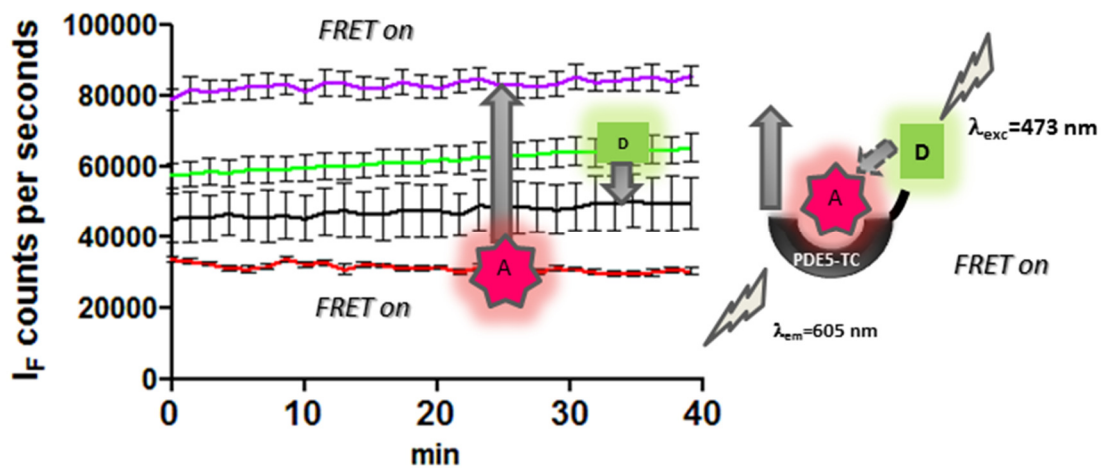 I_F counts per seconds
100000
80000
60000
40000
20000
0
0 10 20 30 40
min
FRET on
D
A
FRET on
λexc=473 nm
D
A
PDE5-TC
FRET on
λem=605 nm